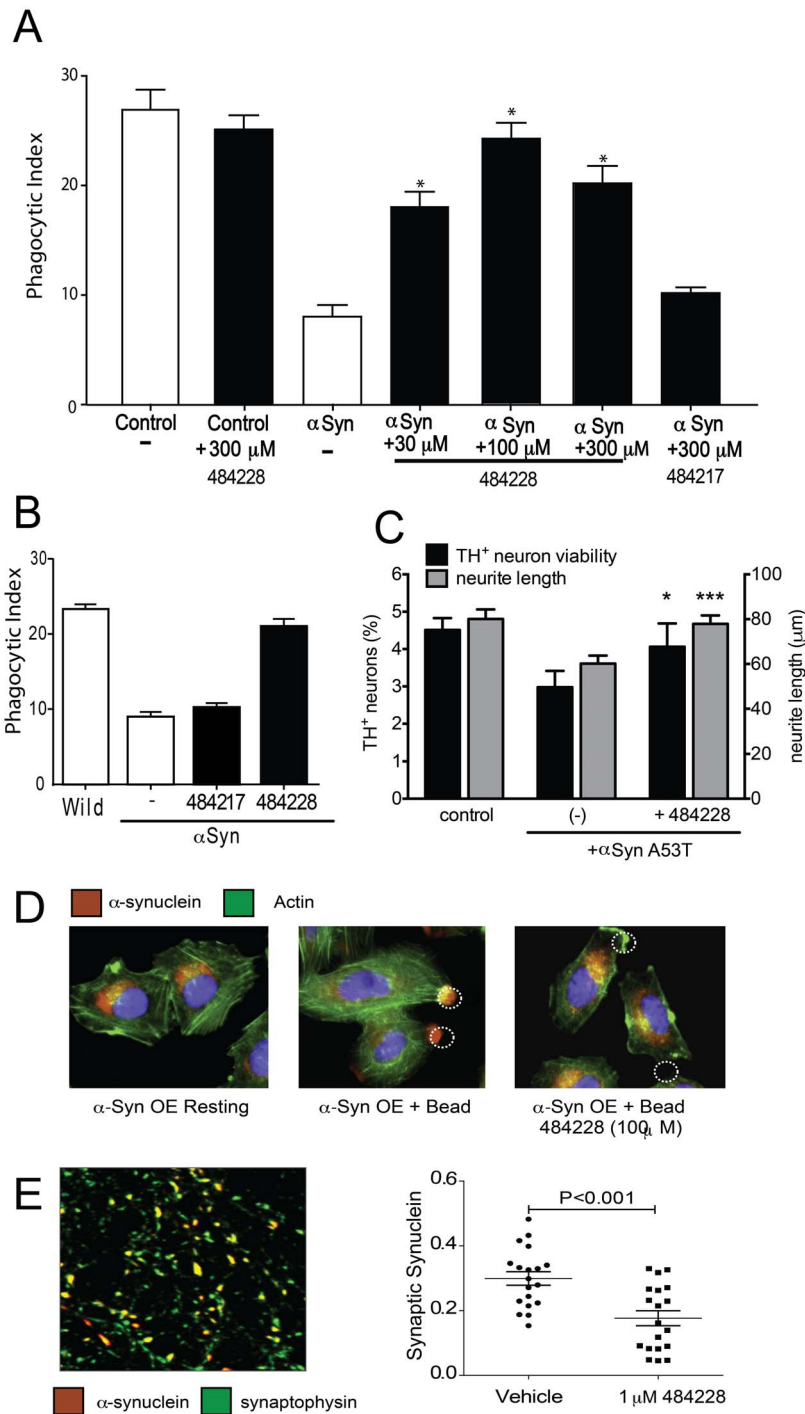 A
Phagocytic Index
30
20
10
0
*
*
*
Control
–
Control
+300 μM
484228
αSyn
–
αSyn
+30 μM
α Syn
+100 μM
α Syn
+300 μM
484228
α Syn
+300 μM
484217
B
Phagocytic Index
30
20
10
0
Wild
-
484217
484228
αSyn
C
TH+ neuron viability
neurite length
TH+ neurons (%)
6
5
4
3
2
1
0
neurite length (μm)
100
80
60
40
20
0
*
***
control
(-)
+ 484228
+αSyn A53T
D
α-synuclein
Actin
α-Syn OE Resting
α-Syn OE + Bead
α-Syn OE + Bead
484228 (100μ M)
E
α-synuclein
synaptophysin
Synaptic Synuclein
0.6
0.4
0.2
0.0
P<0.001
Vehicle
1 μM 484228